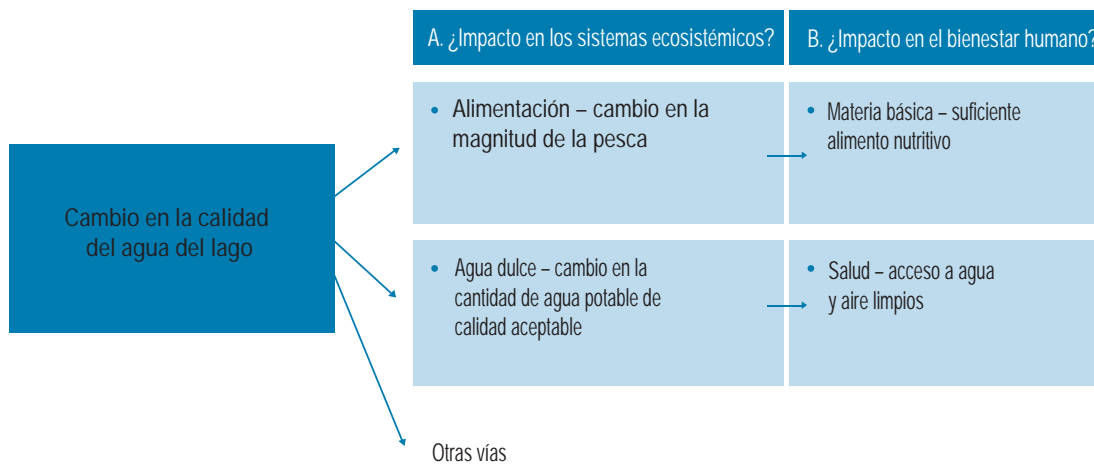 A. ¿Impacto en los sistemas ecosistémicos?
B. ¿Impacto en el bienestar humano?
Cambio en la calidad
del agua del lago
• Alimentación – cambio en la
magnitud de la pesca
• Materia básica – suficiente
alimento nutritivo
• Agua dulce – cambio en la
cantidad de agua potable de
calidad aceptable
• Salud – acceso a agua
y aire limpios
Otras vías